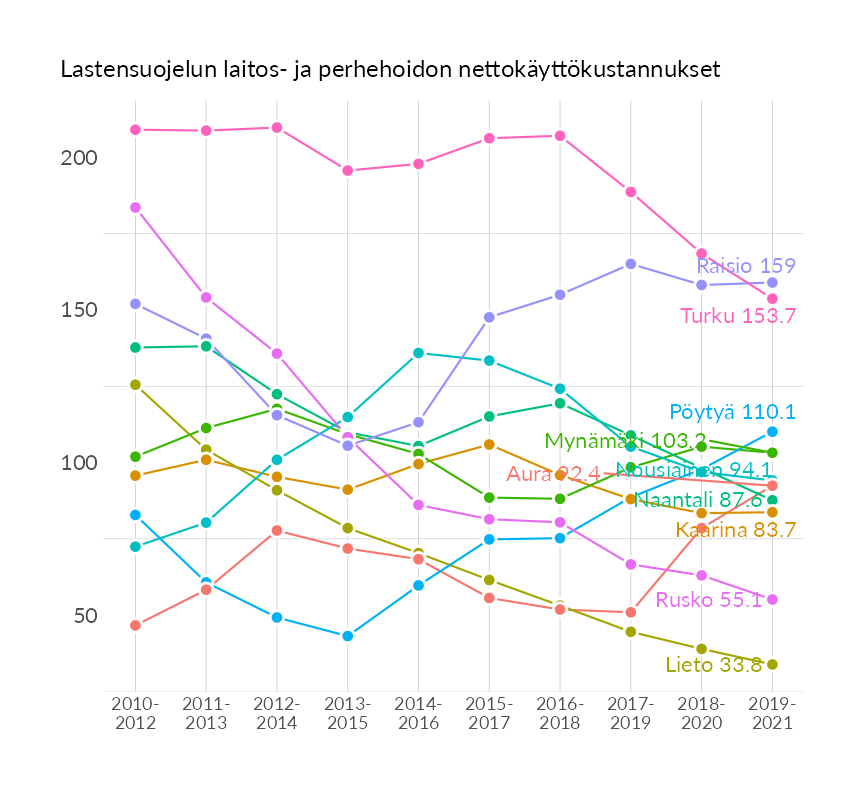 Lastensuojelun laitos- ja perhehoidon nettokäyttökustannukset
200
150
100
50
Raisio 159
Turku 153.7
Pöytyä 110.1
Mynämäki 103.2
Nousiainen 94.1
Aura 92.4
Naantali 87.6
Kaarina 83.7
Rusko 55.1
Lieto 33.8
2010- 2011- 2012- 2013- 2014- 2015- 2016- 2017- 2018- 2019-
2012 2013 2014 2015 2016 2017 2018 2019 2020 2021